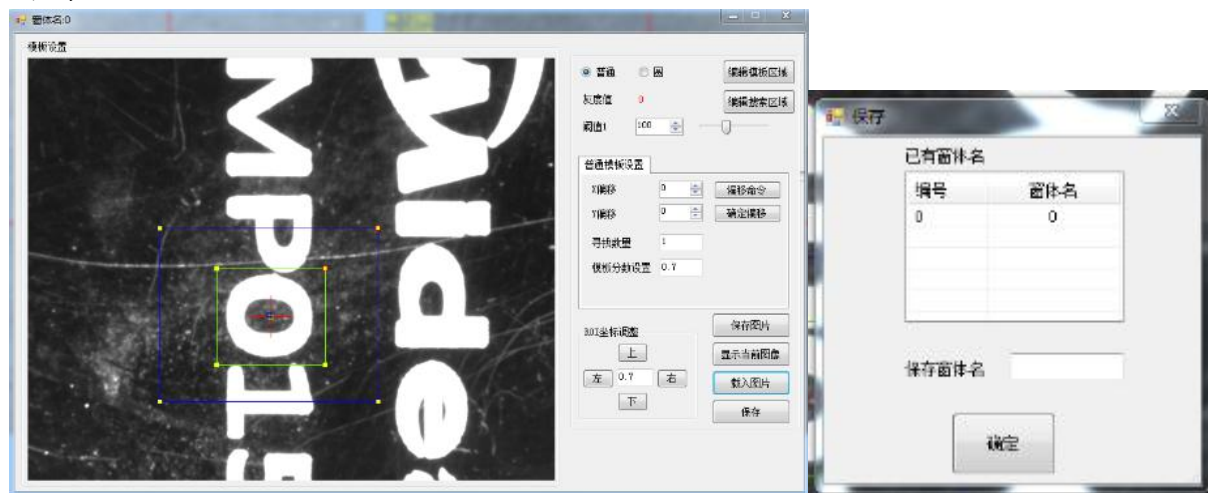 窗体名:0
模板设置
普通 圈 编辑模板区域
灰度值 0 编辑搜索区域
阈值1 100
普通模板设置
X偏移 0 偏移命令
Y偏移 0 确定偏移
寻找数量 1
模板分数设置 0.7
ROI坐标调整
上
左 0.7 右
下
保存图片
显示当前图像
载入图片
保存
MP01.5
Mide
保存
已有窗体名
编号 窗体名
0 0
保存窗体名
确定